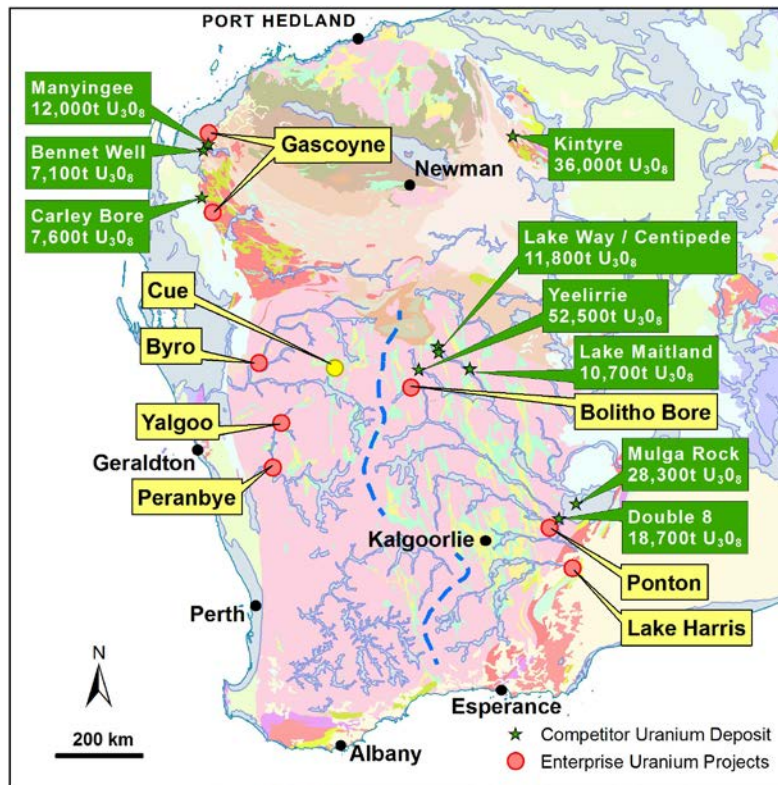 PORT HEDLAND
Manyingee
12,000t U₃0₈
Bennet Well
7,100t U₃0₈
Carley Bore
7,600t U₃0₈
Gascoyne
Newman
Kintyre
36,000t U₃0₈
Lake Way / Centipede
11,800t U₃0₈
Yeelirrie
52,500t U₃0₈
Lake Maitland
10,700t U₃0₈
Cue
Byro
Bolitho Bore
Yalgoo
Geraldton
Peranbye
Mulga Rock
28,300t U₃0₈
Double 8
18,700t U₃0₈
Kalgoorlie
Ponton
Lake Harris
Perth
N
200 km
Esperance
Albany
Competitor Uranium Deposit
Enterprise Uranium Projects